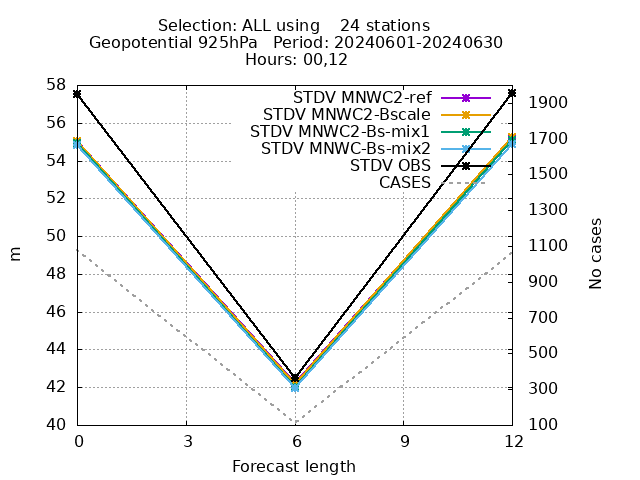 Selection: ALL using    24 stations
Geopotential 925hPa   Period: 20240601-20240630
Hours: 00,12
STDV MNWC2-ref
STDV MNWC2-Bscale
STDV MNWC2-Bs-mix1
STDV MNWC-Bs-mix2
STDV OBS
CASES
58
56
54
52
50
48
46
44
42
40
m
1900
1700
1500
1300
1100
900
700
500
300
100
No cases
0
3
6
9
12
Forecast length